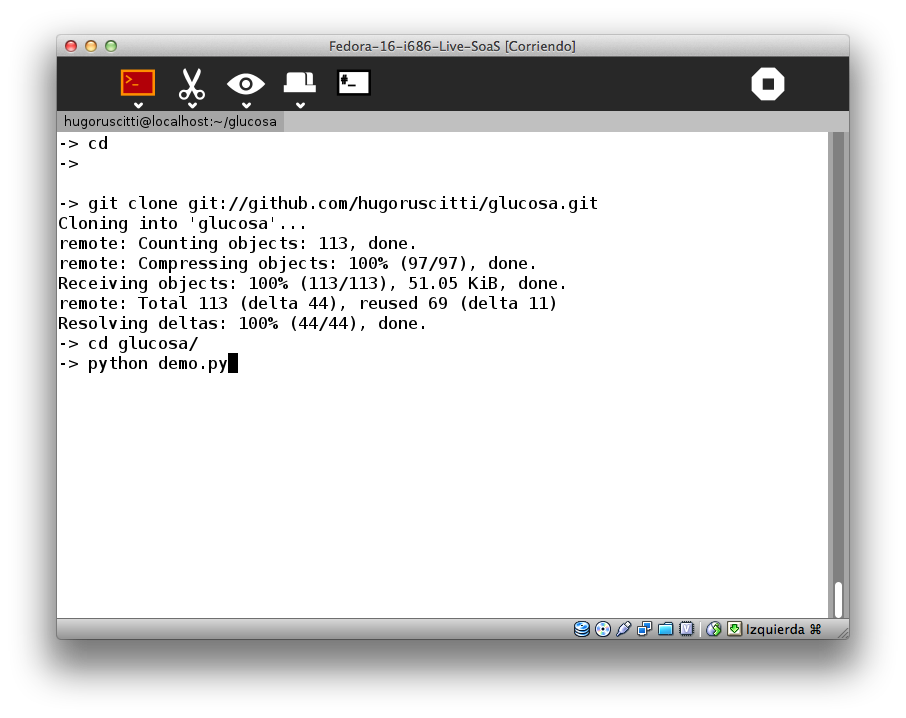 Fedora-16-i686-Live-SoaS [Corriendo]
>_
#_
hugoruscitti@localhost:~/glucosa
-> cd
->
-> git clone git://github.com/hugoruscitti/glucosa.git
Cloning into 'glucosa'...
remote: Counting objects: 113, done.
remote: Compressing objects: 100% (97/97), done.
Receiving objects: 100% (113/113), 51.05 KiB, done.
remote: Total 113 (delta 44), reused 69 (delta 11)
Resolving deltas: 100% (44/44), done.
-> cd glucosa/
-> python demo.py
Izquierda ⌘